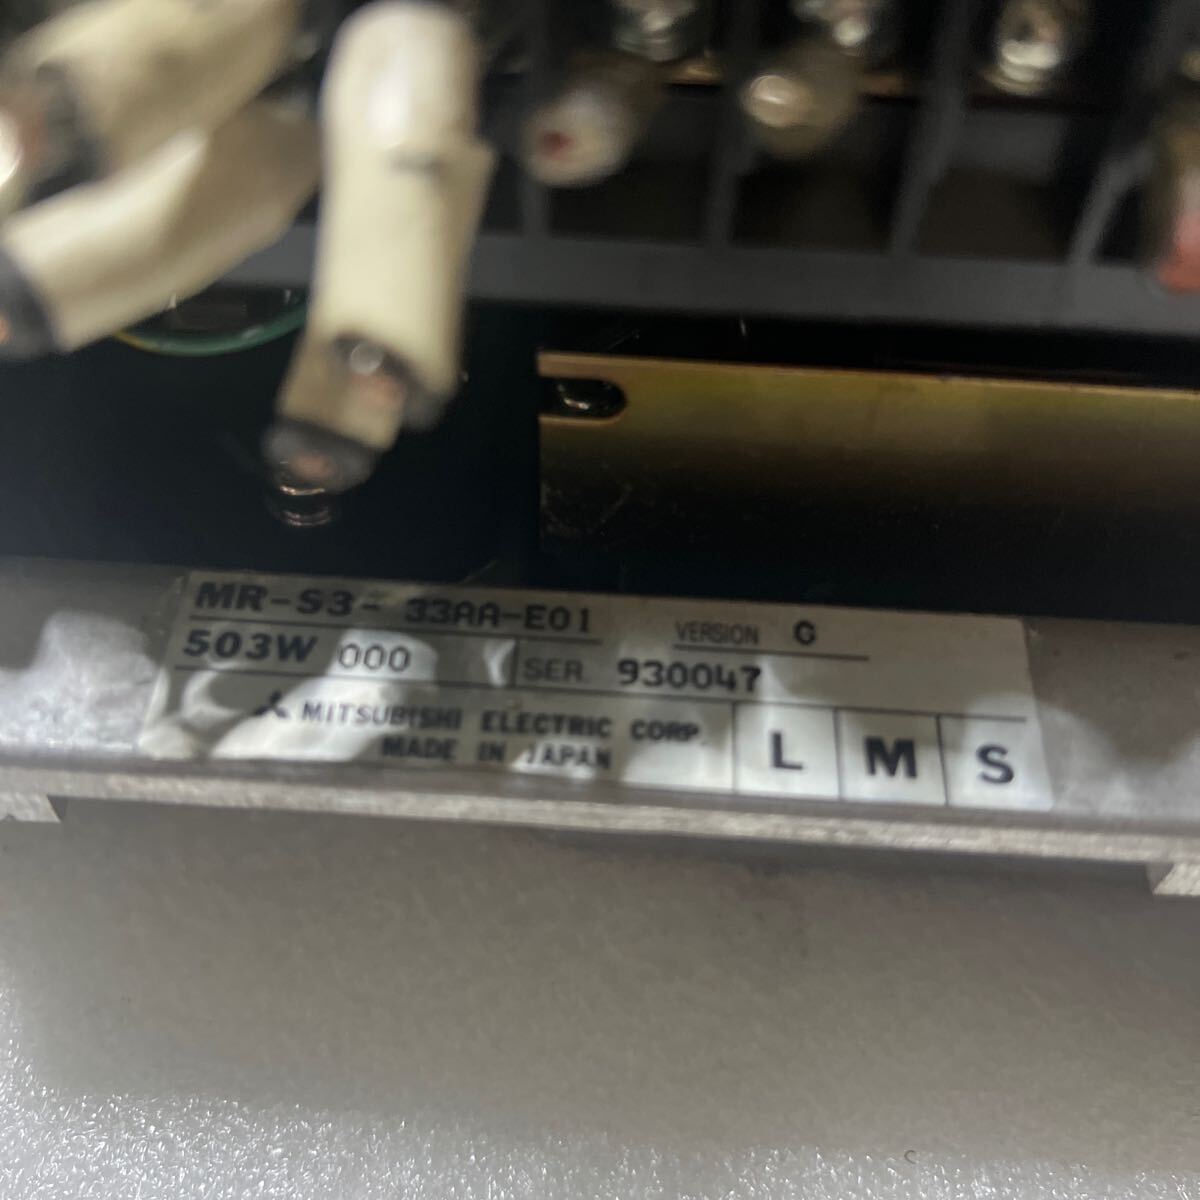 MR-S3- 33AA-E01 VERSION G
503W 000 SER. 930047
MITSUBISHI ELECTRIC CORP.
MADE IN JAPAN
L M S